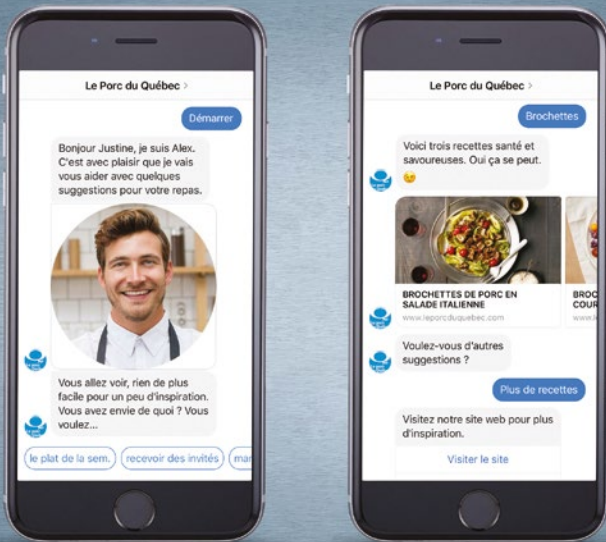 Le Porc du Québec >
Démarrer
Bonjour Justine, je suis Alex.
C'est avec plaisir que je vais
vous aider avec quelques
suggestions pour votre repas.
Vous allez voir, rien de plus
facile pour un peu d'inspiration.
Vous avez envie de quoi ? Vous
voulez...
le plat de la sem.
recevoir des invités
Le Porc du Québec >
Brochettes
Voici trois recettes santé et
savoureuses. Oui ça se peut.
😉
BROCHETTES DE PORC EN
SALADE ITALIENNE
www.leporcduquebec.com
BROC
COUR
Voulez-vous d'autres
suggestions ?
Plus de recettes
Visitez notre site web pour plus
d'inspiration.
Visiter le site